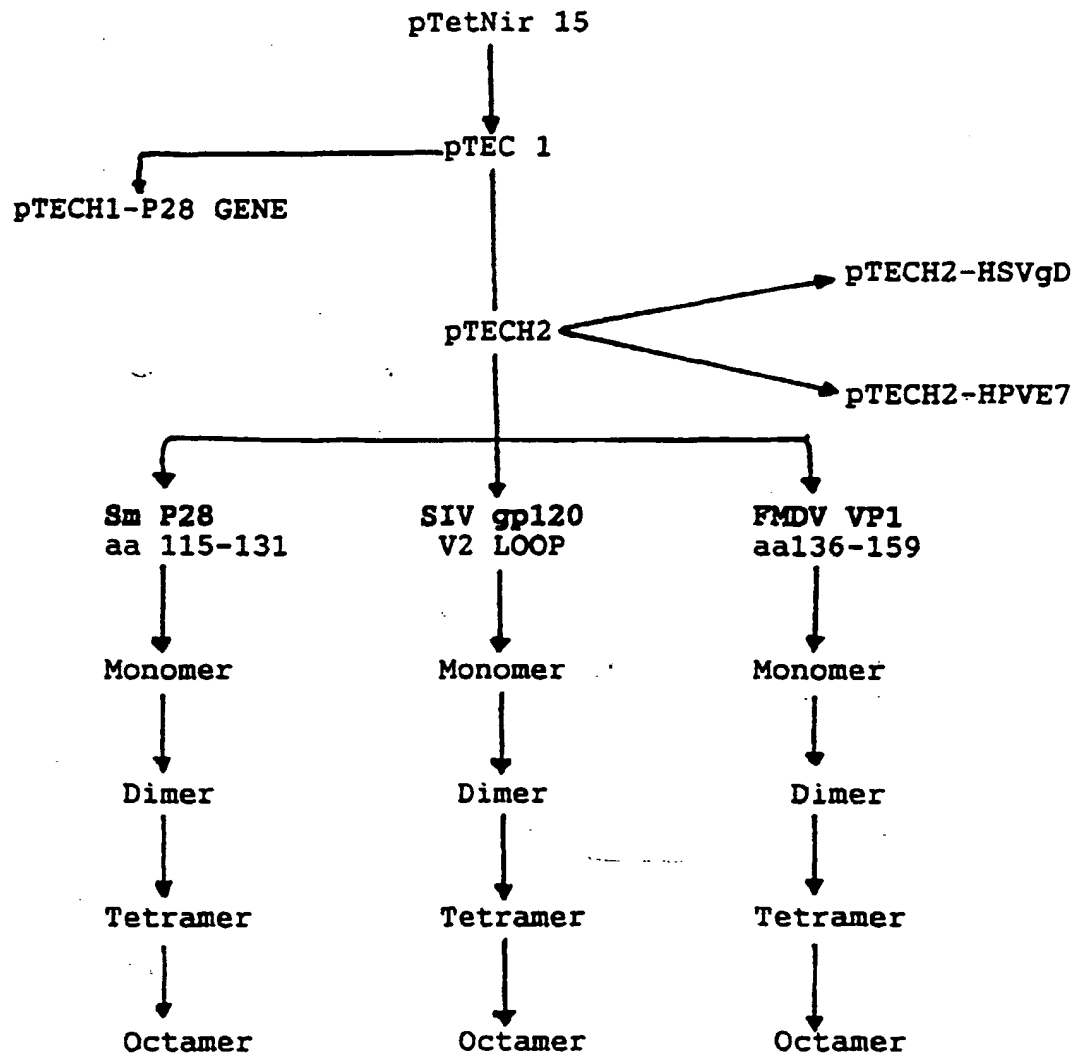 pTetNir 15
pTEC 1
pTECH1-P28 GENE
pTECH2-HSVgD
pTECH2
pTECH2-HPVE7
Sm P28
aa 115-131
SIV gp120
V2 LOOP
FMDV VP1
aa136-159
Monomer
Monomer
Monomer
Dimer
Dimer
Dimer
Tetramer
Tetramer
Tetramer
Octamer
Octamer
Octamer